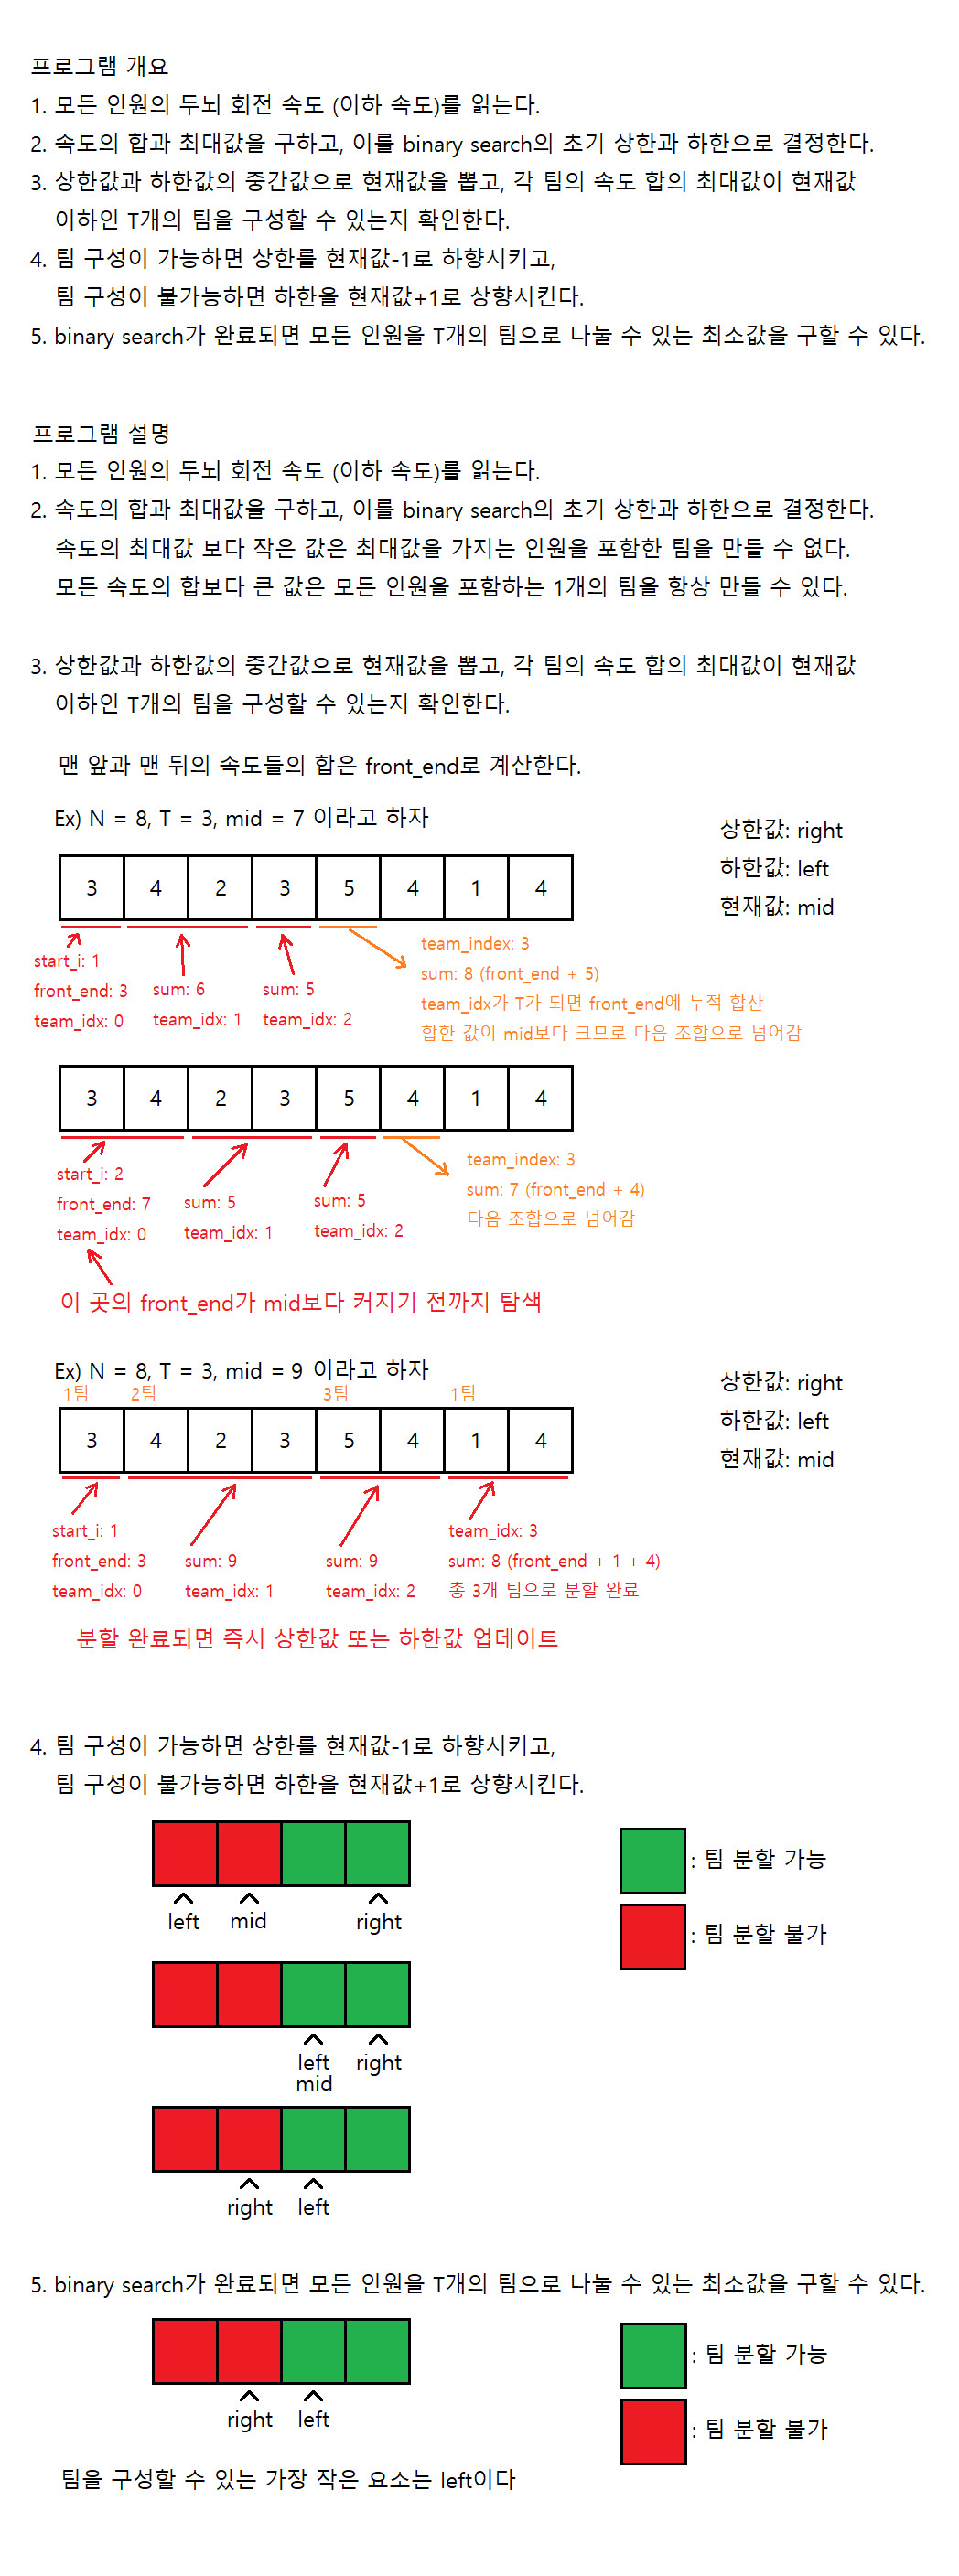 프로그램 개요
1. 모든 인원의 두뇌 회전 속도 (이하 속도)를 읽는다.
2. 속도의 합과 최대값을 구하고, 이를 binary search의 초기 상한과 하한으로 결정한다.
3. 상한값과 하한값의 중간값으로 현재값을 뽑고, 각 팀의 속도 합의 최대값이 현재값
이하인 T개의 팀을 구성할 수 있는지 확인한다.
4. 팀 구성이 가능하면 상한를 현재값-1로 하향시키고,
팀 구성이 불가능하면 하한을 현재값+1로 상향시킨다.
5. binary search가 완료되면 모든 인원을 T개의 팀으로 나눌 수 있는 최소값을 구할 수 있다.
프로그램 설명
1. 모든 인원의 두뇌 회전 속도 (이하 속도)를 읽는다.
2. 속도의 합과 최대값을 구하고, 이를 binary search의 초기 상한과 하한으로 결정한다.
속도의 최대값 보다 작은 값은 최대값을 가지는 인원을 포함한 팀을 만들 수 없다.
모든 속도의 합보다 큰 값은 모든 인원을 포함하는 1개의 팀을 항상 만들 수 있다.
3. 상한값과 하한값의 중간값으로 현재값을 뽑고, 각 팀의 속도 합의 최대값이 현재값
이하인 T개의 팀을 구성할 수 있는지 확인한다.
맨 앞과 맨 뒤의 속도들의 합은 front_end로 계산한다.
Ex) N = 8, T = 3, mid = 7 이라고 하자
상한값: right
하한값: left
현재값: mid
3 4 2 3 5 4 1 4
start_i: 1
front_end: 3
team_idx: 0
sum: 6
team_idx: 1
sum: 5
team_idx: 2
team_index: 3
sum: 8 (front_end + 5)
team_idx가 T가 되면 front_end에 누적 합산
합한 값이 mid보다 크므로 다음 조합으로 넘어감
3 4 2 3 5 4 1 4
start_i: 2
front_end: 7
team_idx: 0
sum: 5
team_idx: 1
sum: 5
team_idx: 2
team_index: 3
sum: 7 (front_end + 4)
다음 조합으로 넘어감
이 곳의 front_end가 mid보다 커지기 전까지 탐색
Ex) N = 8, T = 3, mid = 9 이라고 하자
상한값: right
하한값: left
현재값: mid
1팀 2팀 3팀 1팀
3 4 2 3 5 4 1 4
start_i: 1
front_end: 3
team_idx: 0
sum: 9
team_idx: 1
sum: 9
team_idx: 2
team_idx: 3
sum: 8 (front_end + 1 + 4)
총 3개 팀으로 분할 완료
분할 완료되면 즉시 상한값 또는 하한값 업데이트
4. 팀 구성이 가능하면 상한를 현재값-1로 하향시키고,
팀 구성이 불가능하면 하한을 현재값+1로 상향시킨다.
: 팀 분할 가능
: 팀 분할 불가
left mid right
left right
mid
right left
5. binary search가 완료되면 모든 인원을 T개의 팀으로 나눌 수 있는 최소값을 구할 수 있다.
: 팀 분할 가능
: 팀 분할 불가
right left
팀을 구성할 수 있는 가장 작은 요소는 left이다